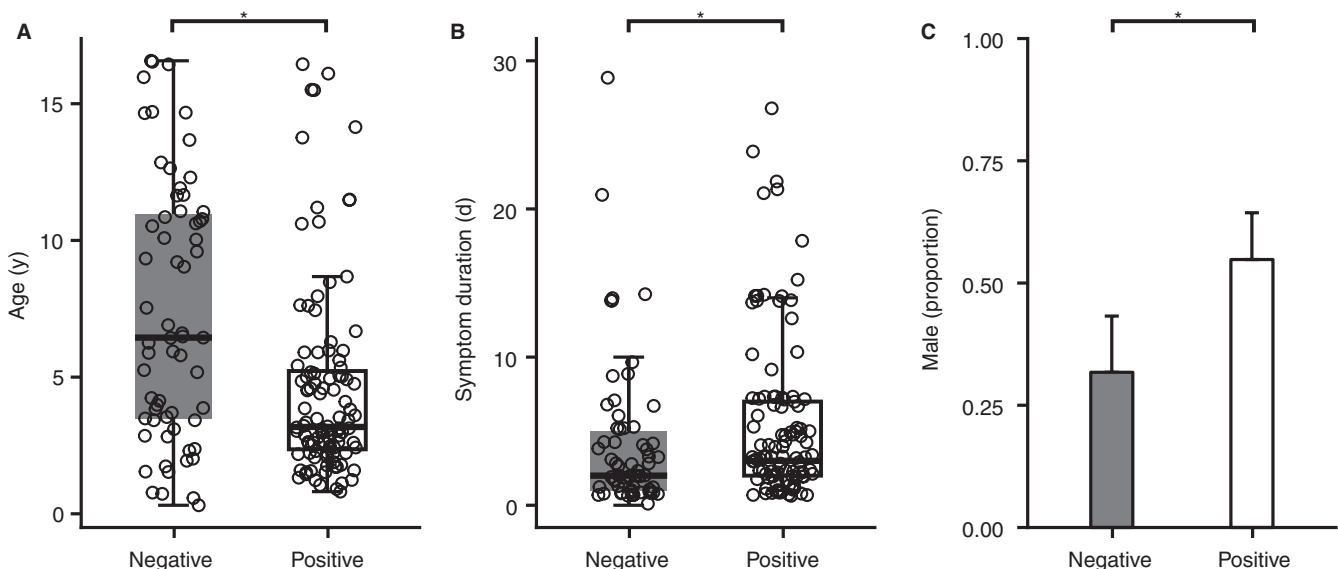 A
*
Age (y)
15
10
5
0
Negative
Positive
B
*
Symptom duration (d)
30
20
10
0
Negative
Positive
C
*
Male (proportion)
1.00
0.75
0.50
0.25
0.00
Negative
Positive